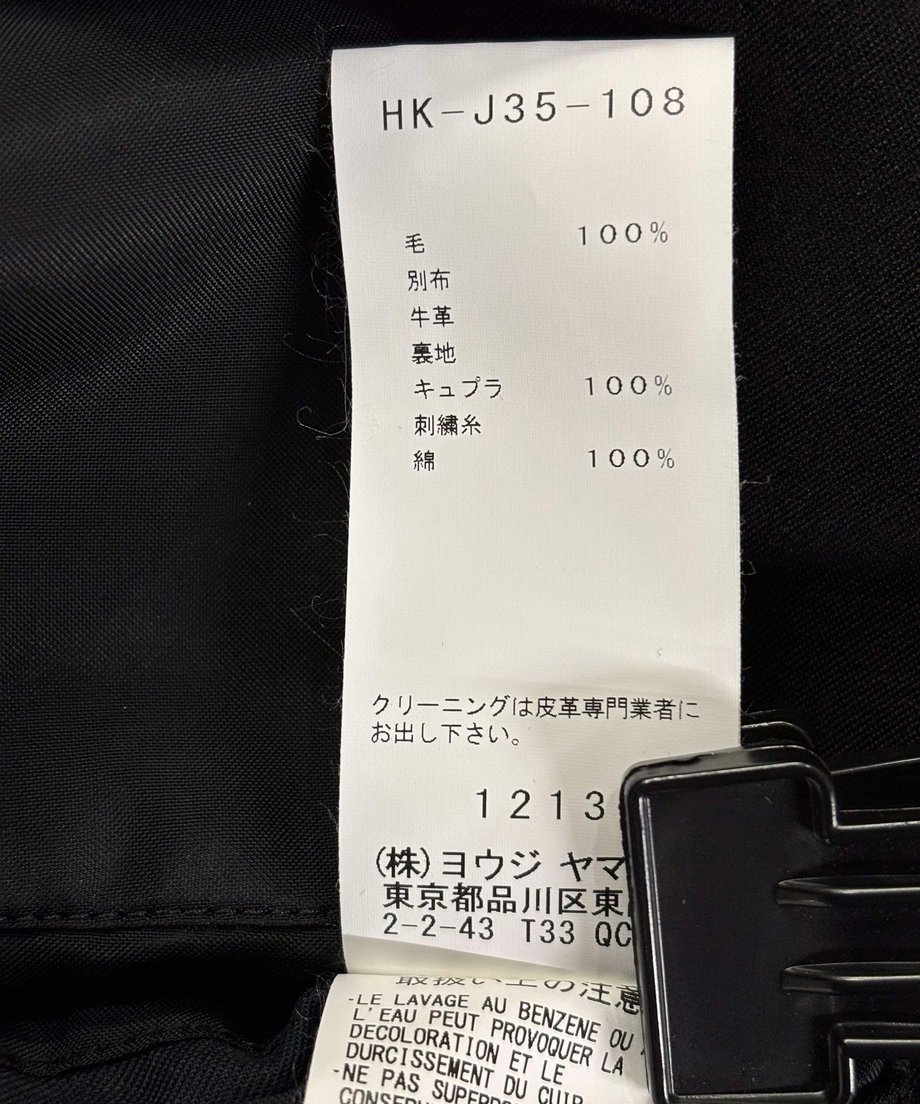 HK-J35-108
毛 100%
別布
牛革
裏地
キュプラ 100%
刺繍糸
綿 100%
クリーニングは皮革専門業者に
お出し下さい。
1213
(株)ヨウジ ヤマ
東京都品川区東
2-2-43 T33 QC
取扱い上の注意
-LE LAVAGE AU BENZENE OU
L'EAU PEUT PROVOQUER LA
DECOLORATION ET LE
DURCISSEMENT DU CUIR
-NE PAS